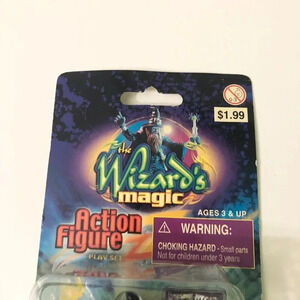 $1.99
the
Wizard's
magic
AGES 3 & UP
Action
Figure
PLAY SET
WARNING:
CHOKING HAZARD - Small parts
Not for children under 3 years